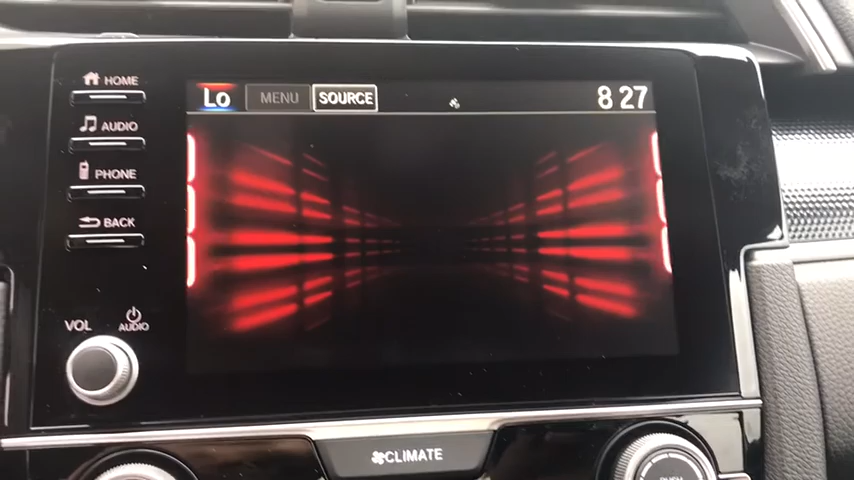 HOME
Lo
MENU
SOURCE
8 27
AUDIO
PHONE
BACK
VOL
AUDIO
CLIMATE